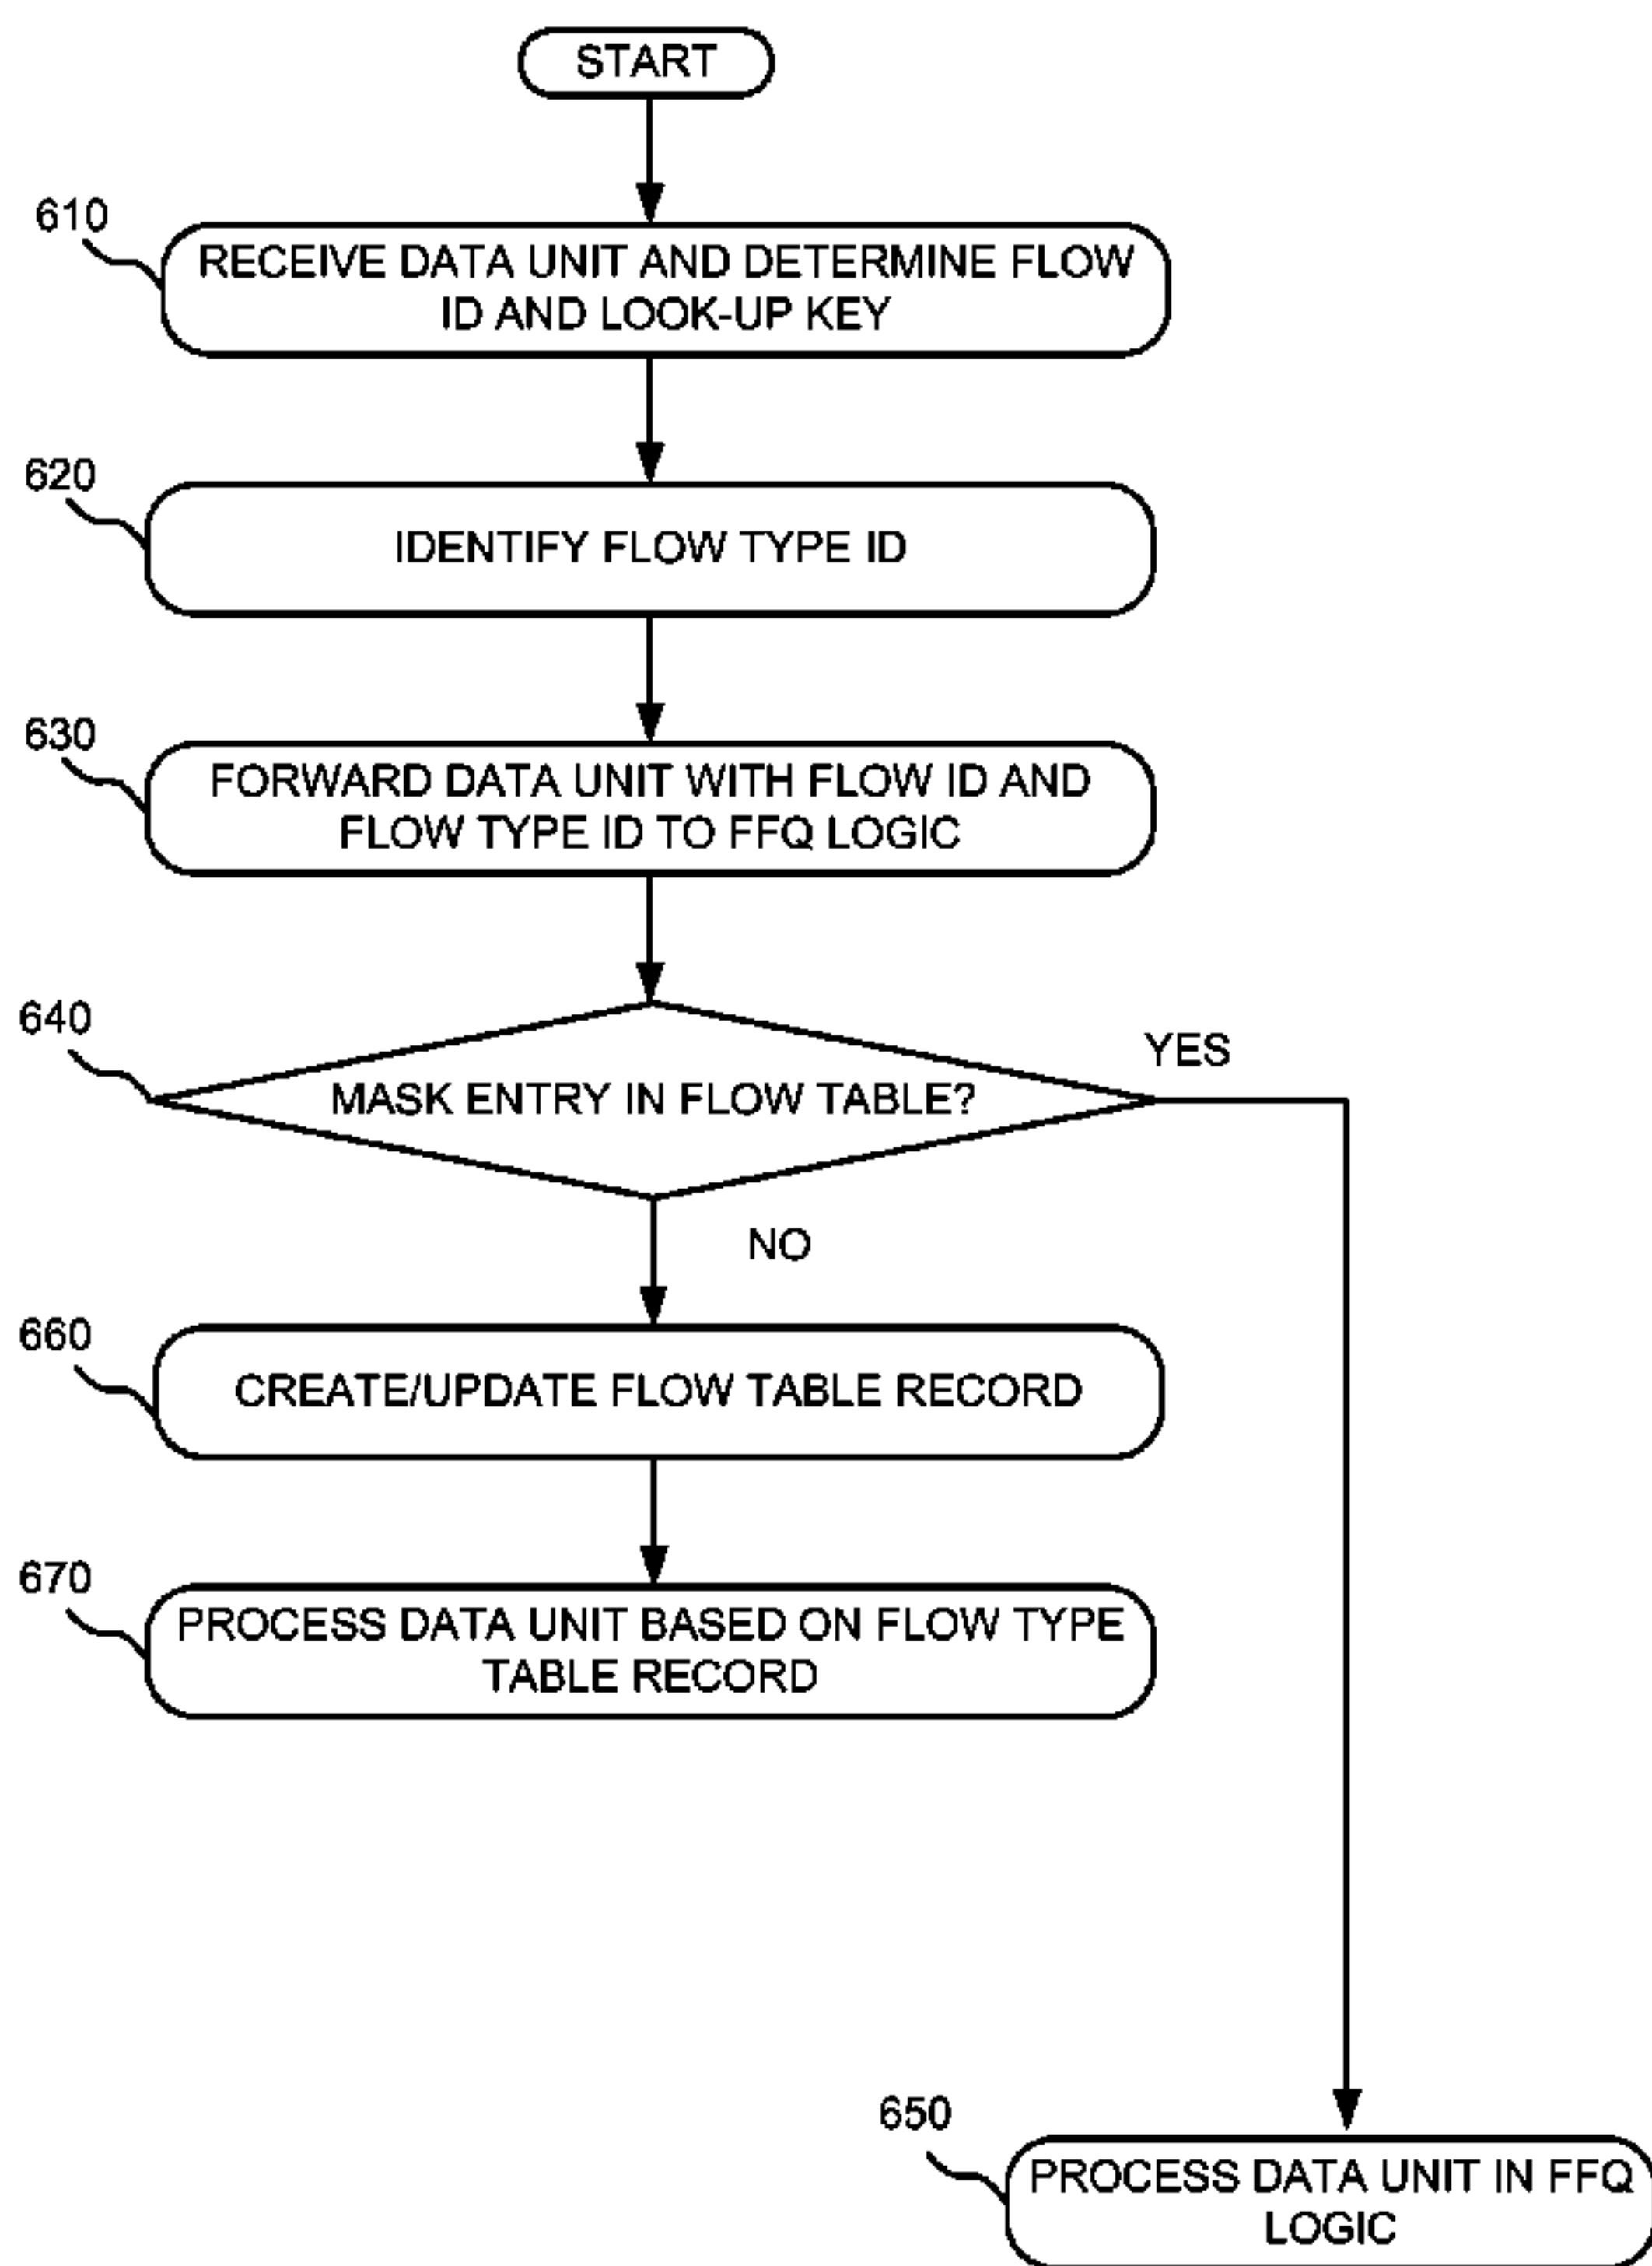 START
610
RECEIVE DATA UNIT AND DETERMINE FLOW
ID AND LOOK-UP KEY
620
IDENTIFY FLOW TYPE ID
630
FORWARD DATA UNIT WITH FLOW ID AND
FLOW TYPE ID TO FFQ LOGIC
640
MASK ENTRY IN FLOW TABLE?
YES
NO
660
CREATE/UPDATE FLOW TABLE RECORD
670
PROCESS DATA UNIT BASED ON FLOW TYPE
TABLE RECORD
650
PROCESS DATA UNIT IN FFQ
LOGIC